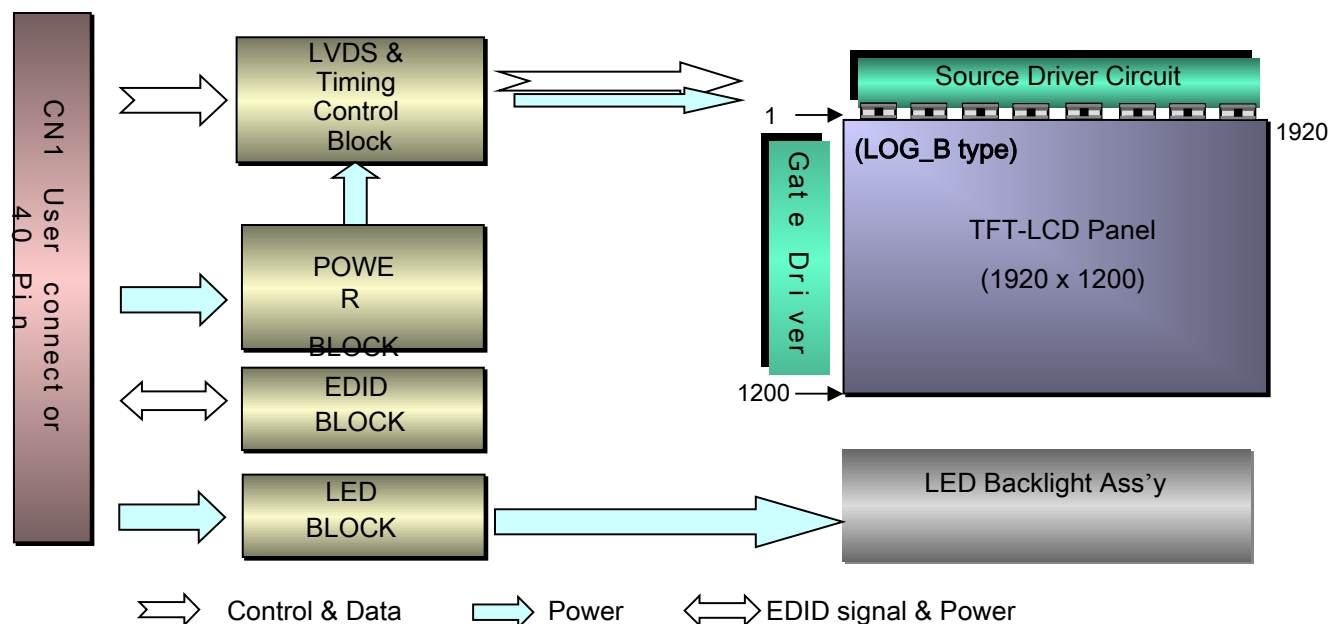 CN1 User connector
40 Pin
LVDS &
Timing
Control
Block
POWE
R
BLOCK
EDID
BLOCK
LED
BLOCK
Source Driver Circuit
1
1920
(LOG_B type)
Gate Driver
TFT-LCD Panel
(1920 x 1200)
1200
LED Backlight Ass’y
Control & Data
Power
EDID signal & Power